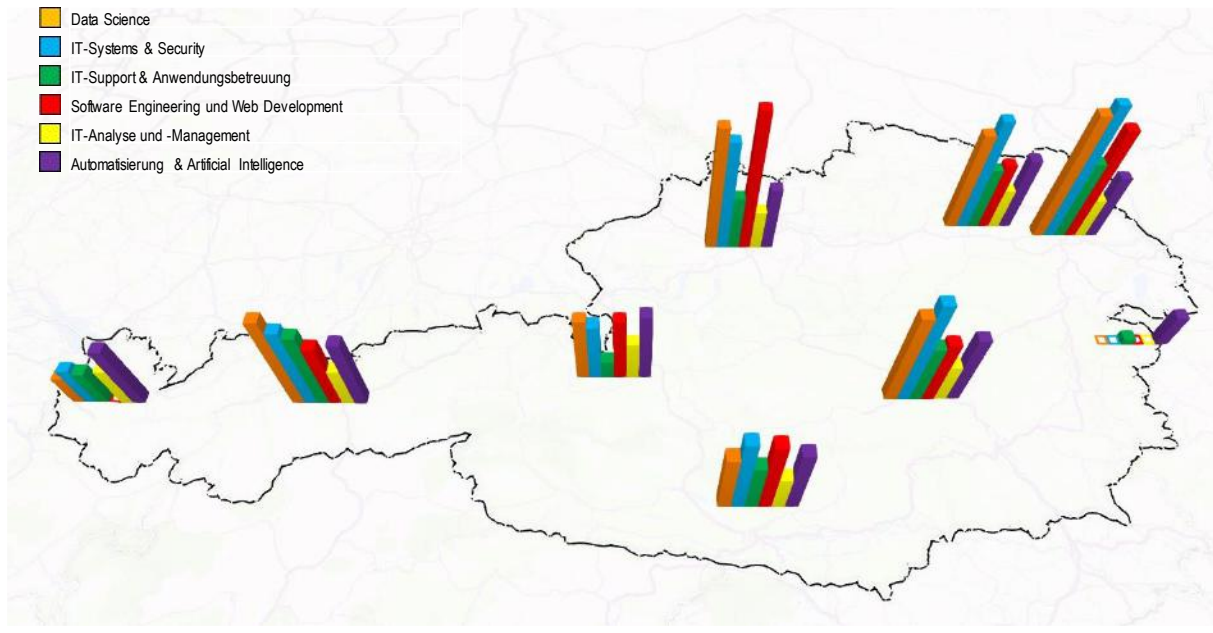 Data Science
IT-Systems & Security
IT-Support & Anwendungsbetreuung
Software Engineering und Web Development
IT-Analyse und -Management
Automatisierung & Artificial Intelligence